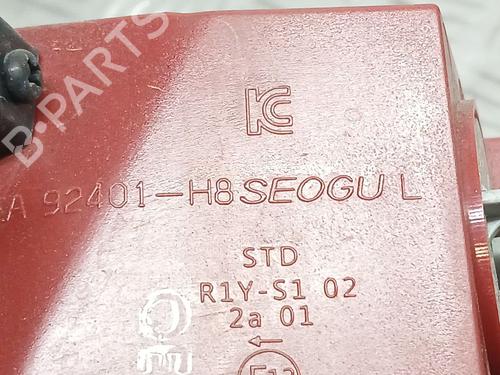 B-PARTS
KC
A 92401-H8 SEOGU L
STD
R1Y-S1 02
2a 01
←